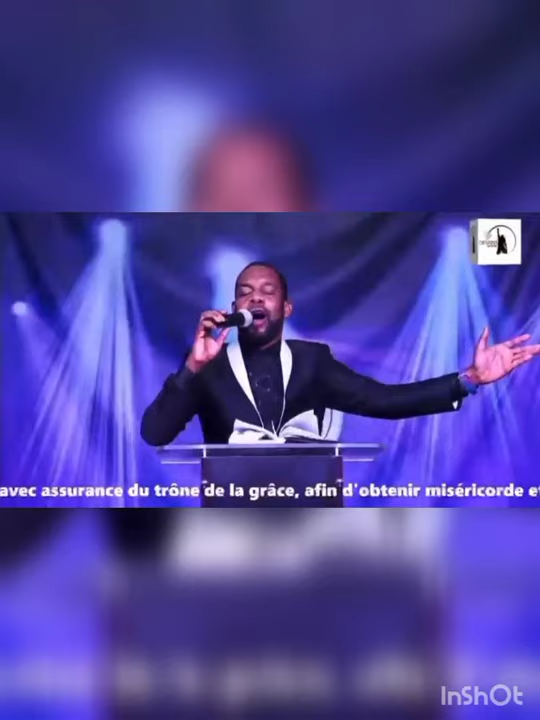 avec assurance du trône de la grâce, afin d'obtenir miséricorde et
InShOt